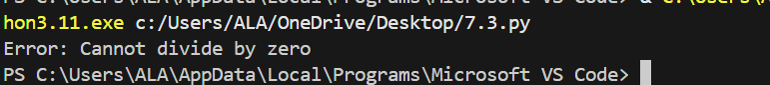 hon3.11.exe c:/Users/ALA/OneDrive/Desktop/7.3.py
Error: Cannot divide by zero
PS C:\Users\ALA\AppData\Local\Programs\Microsoft VS Code>